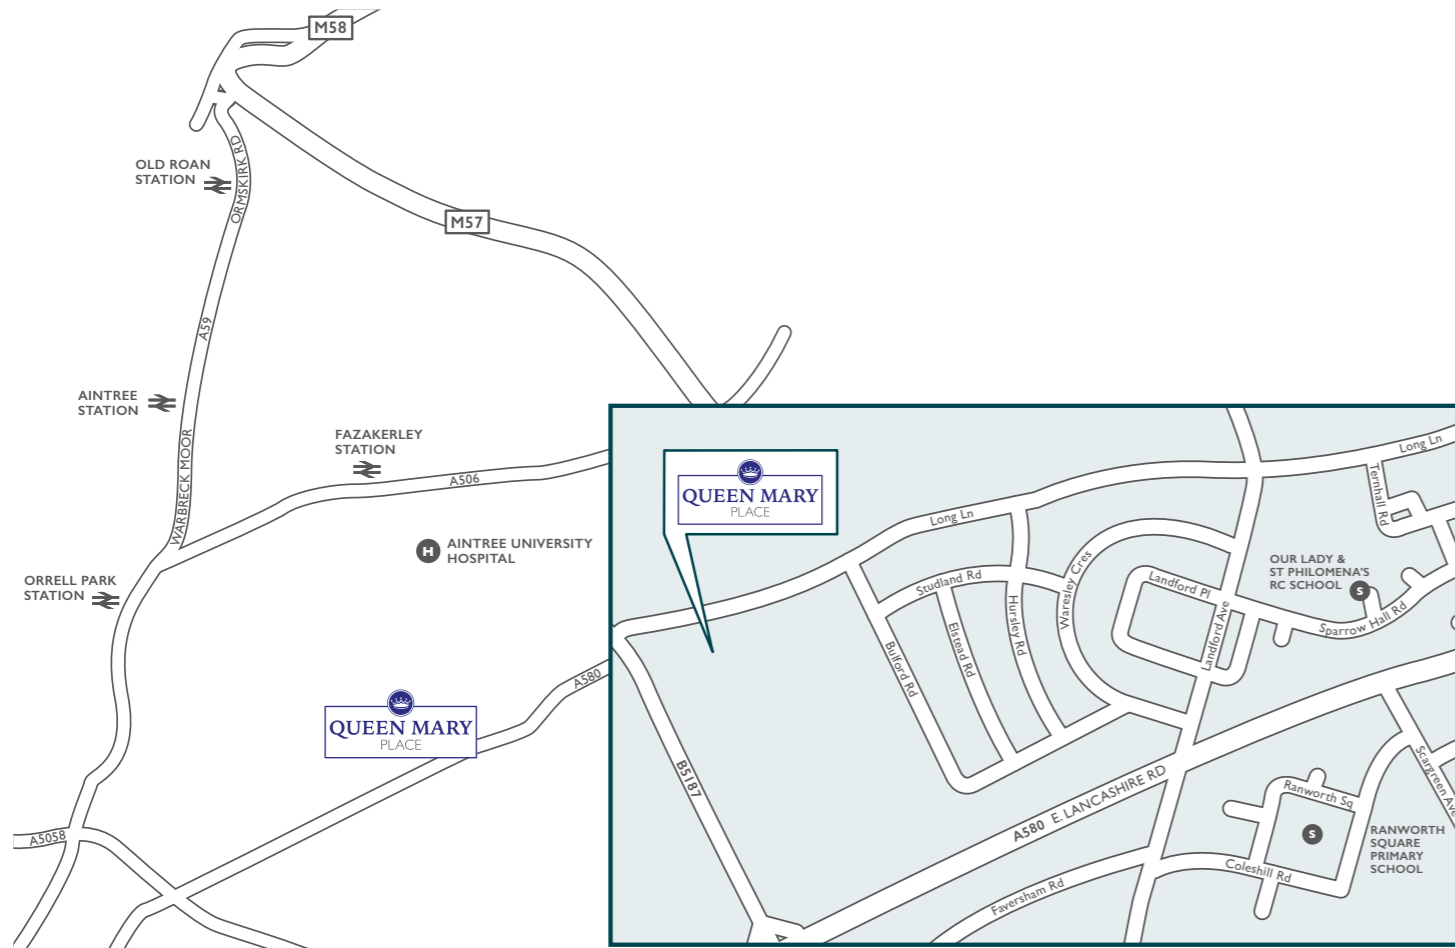 M58
OLD ROAN
STATION
ORMSKIRK RD
M57
A59
AINTREE
STATION
WARBRECK MOOR
FAZAKERLEY
STATION
A506
H
AINTREE UNIVERSITY
HOSPITAL
ORRELL PARK
STATION
A580
QUEEN MARY
PLACE
A5058
QUEEN MARY
PLACE
Long Ln
Long Ln
Ternhall Rd
Studland Rd
Waresley Cres
Landford Pl
OUR LADY &
ST PHILOMENA'S
RC SCHOOL
S
Sparrow Hall Rd
Landford Ave
Hursley Rd
Elstead Rd
Bulford Rd
B5187
A580 E. LANCASHIRE RD
Scargreen Ave
Ranworth Sq
S
RANWORTH
SQUARE
PRIMARY
SCHOOL
Coleshill Rd
Faversham Rd